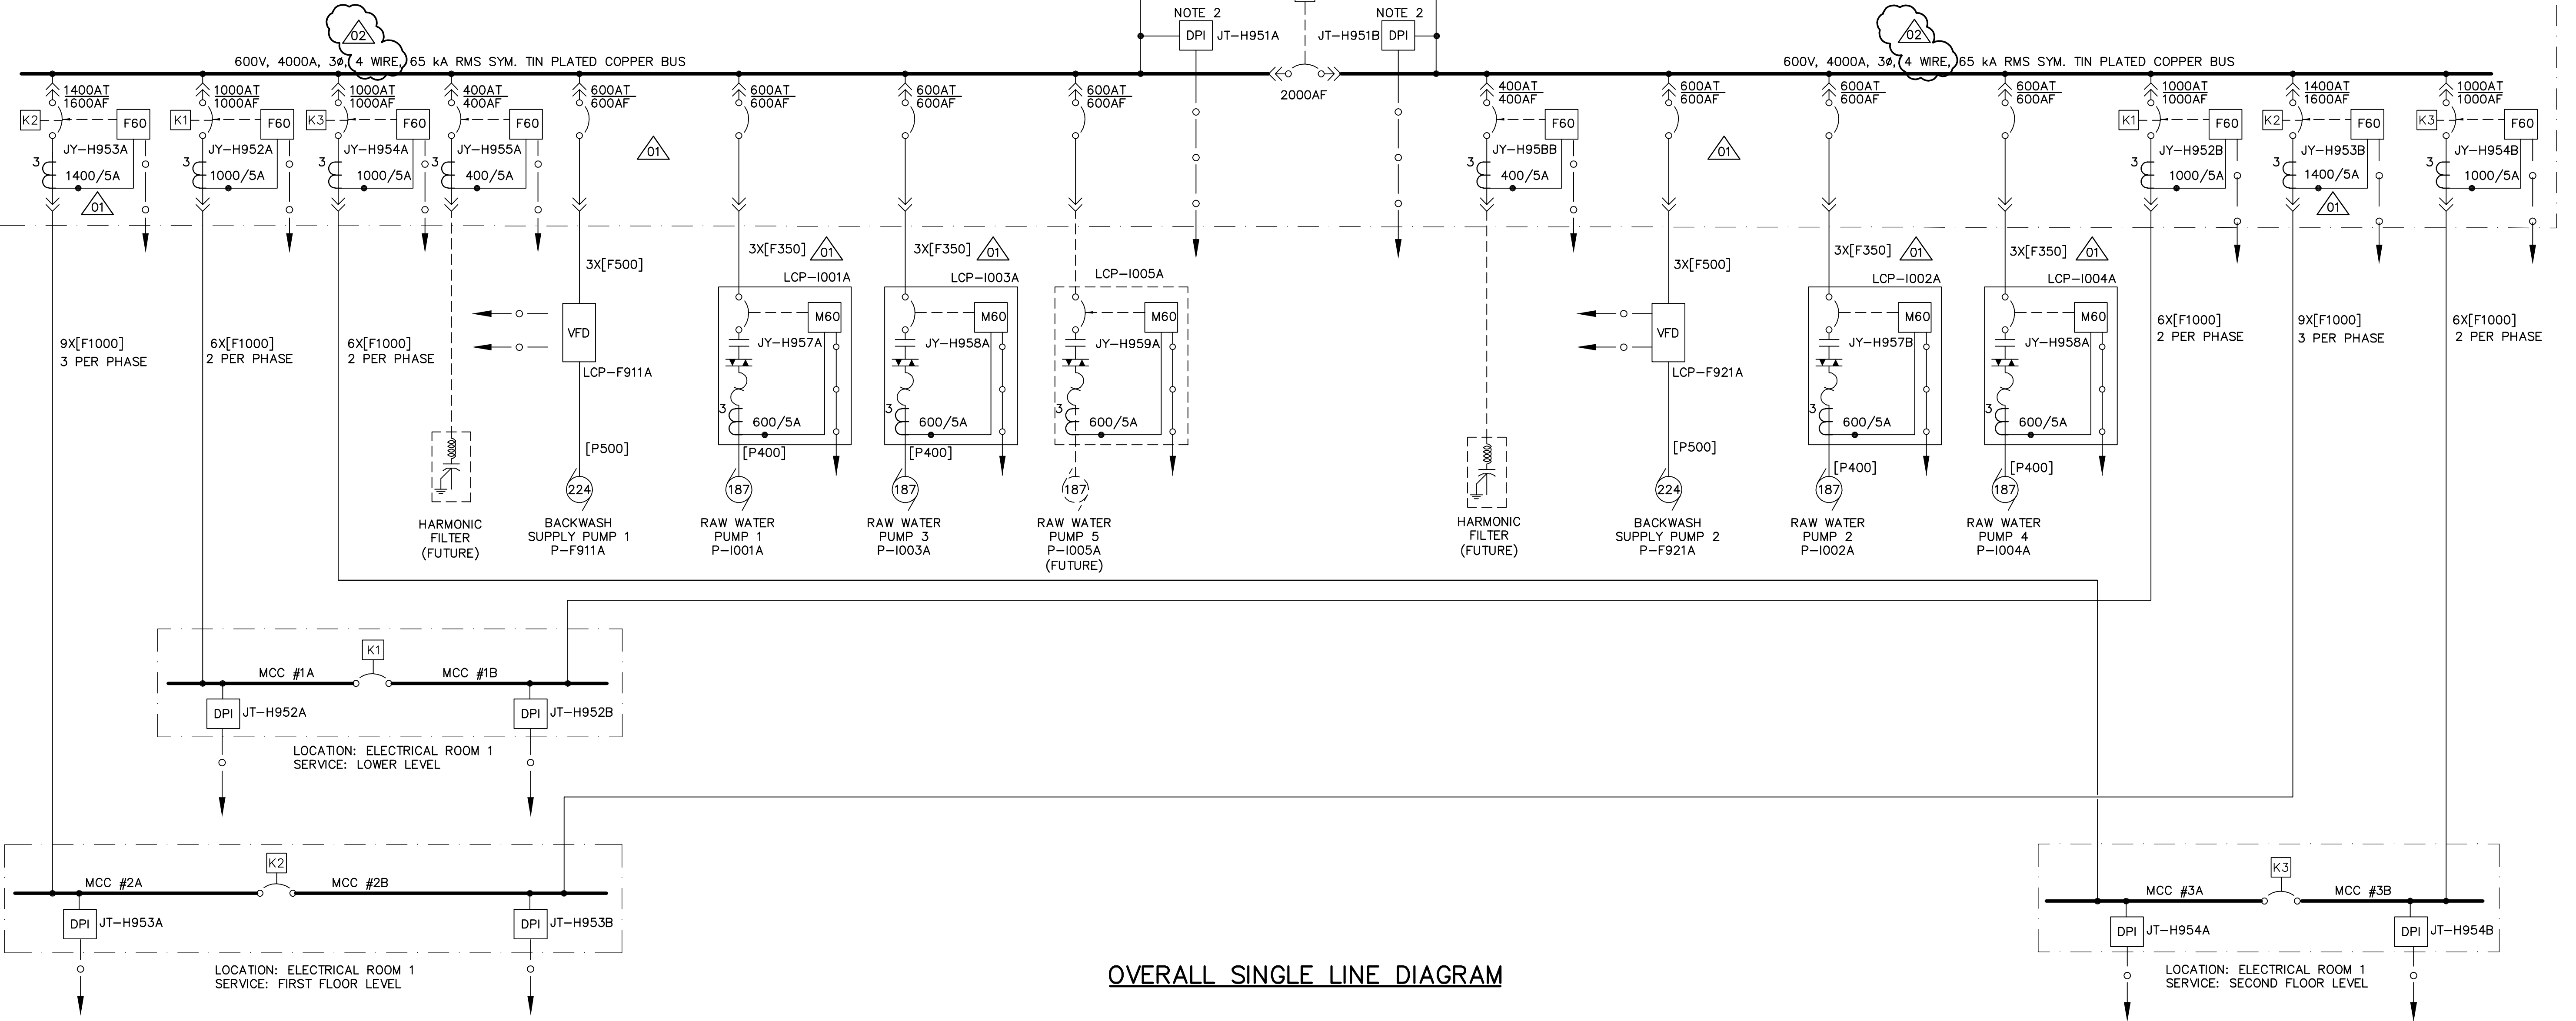 NOTE 2
NOTE 2
02
DPI
JT-H951A
JT-H951B
DPI
02
600V, 4000A, 3ø, 4 WIRE, 65 kA RMS SYM. TIN PLATED COPPER BUS
600V, 4000A, 3ø, 4 WIRE, 65 kA RMS SYM. TIN PLATED COPPER BUS
2000AF
1400AT
1600AF
K2
F60
JY-H953A
3
1400/5A
01
1000AT
1000AF
K1
F60
JY-H952A
3
1000/5A
1000AT
1000AF
K3
F60
JY-H954A
3
1000/5A
400AT
400AF
F60
JY-H955A
3
400/5A
600AT
600AF
01
600AT
600AF
600AT
600AF
600AT
600AF
400AT
400AF
F60
JY-H95BB
3
400/5A
600AT
600AF
01
600AT
600AF
600AT
600AF
1000AT
1000AF
K1
F60
JY-H952B
3
1000/5A
1400AT
1600AF
K2
F60
JY-H953B
3
1400/5A
01
1000AT
1000AF
K3
F60
JY-H954B
3
1000/5A
9X[F1000]
3 PER PHASE
6X[F1000]
2 PER PHASE
6X[F1000]
2 PER PHASE
HARMONIC
FILTER
(FUTURE)
3X[F500]
VFD
LCP-F911A
[P500]
224
BACKWASH
SUPPLY PUMP 1
P-F911A
3X[F350]
01
LCP-I001A
M60
JY-H957A
3
600/5A
[P400]
187
RAW WATER
PUMP 1
P-I001A
3X[F350]
01
LCP-I003A
M60
JY-H958A
3
600/5A
[P400]
187
RAW WATER
PUMP 3
P-I003A
LCP-I005A
M60
JY-H959A
3
600/5A
187
RAW WATER
PUMP 5
P-I005A
(FUTURE)
HARMONIC
FILTER
(FUTURE)
3X[F500]
VFD
LCP-F921A
[P500]
224
BACKWASH
SUPPLY PUMP 2
P-F921A
3X[F350]
01
LCP-I002A
M60
JY-H957B
3
600/5A
[P400]
187
RAW WATER
PUMP 2
P-I002A
3X[F350]
01
LCP-I004A
M60
JY-H958A
3
600/5A
[P400]
187
RAW WATER
PUMP 4
P-I004A
6X[F1000]
2 PER PHASE
9X[F1000]
3 PER PHASE
6X[F1000]
2 PER PHASE
K1
MCC #1A
MCC #1B
DPI
JT-H952A
DPI
JT-H952B
LOCATION: ELECTRICAL ROOM 1
SERVICE: LOWER LEVEL
K2
MCC #2A
MCC #2B
DPI
JT-H953A
DPI
JT-H953B
LOCATION: ELECTRICAL ROOM 1
SERVICE: FIRST FLOOR LEVEL
K3
MCC #3A
MCC #3B
DPI
JT-H954A
DPI
JT-H954B
LOCATION: ELECTRICAL ROOM 1
SERVICE: SECOND FLOOR LEVEL
OVERALL SINGLE LINE DIAGRAM